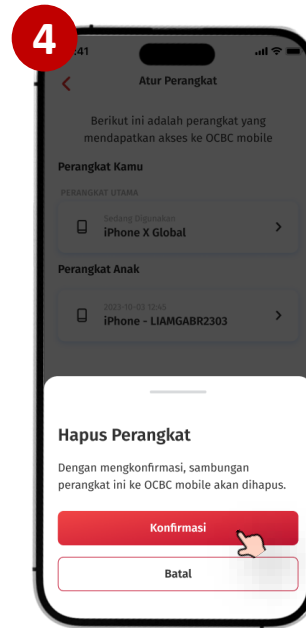 4
:41
Atur Perangkat
Berikut ini adalah perangkat yang
mendapatkan akses ke OCBC mobile
Perangkat Kamu
PERANGKAT UTAMA
Sedang Digunakan
iPhone X Global
Perangkat Anak
2023-10-05 12:45
iPhone - LIAMGABR2303
Hapus Perangkat
Dengan mengkonfirmasi, sambungan
perangkat ini ke OCBC mobile akan dihapus.
Konfirmasi
Batal